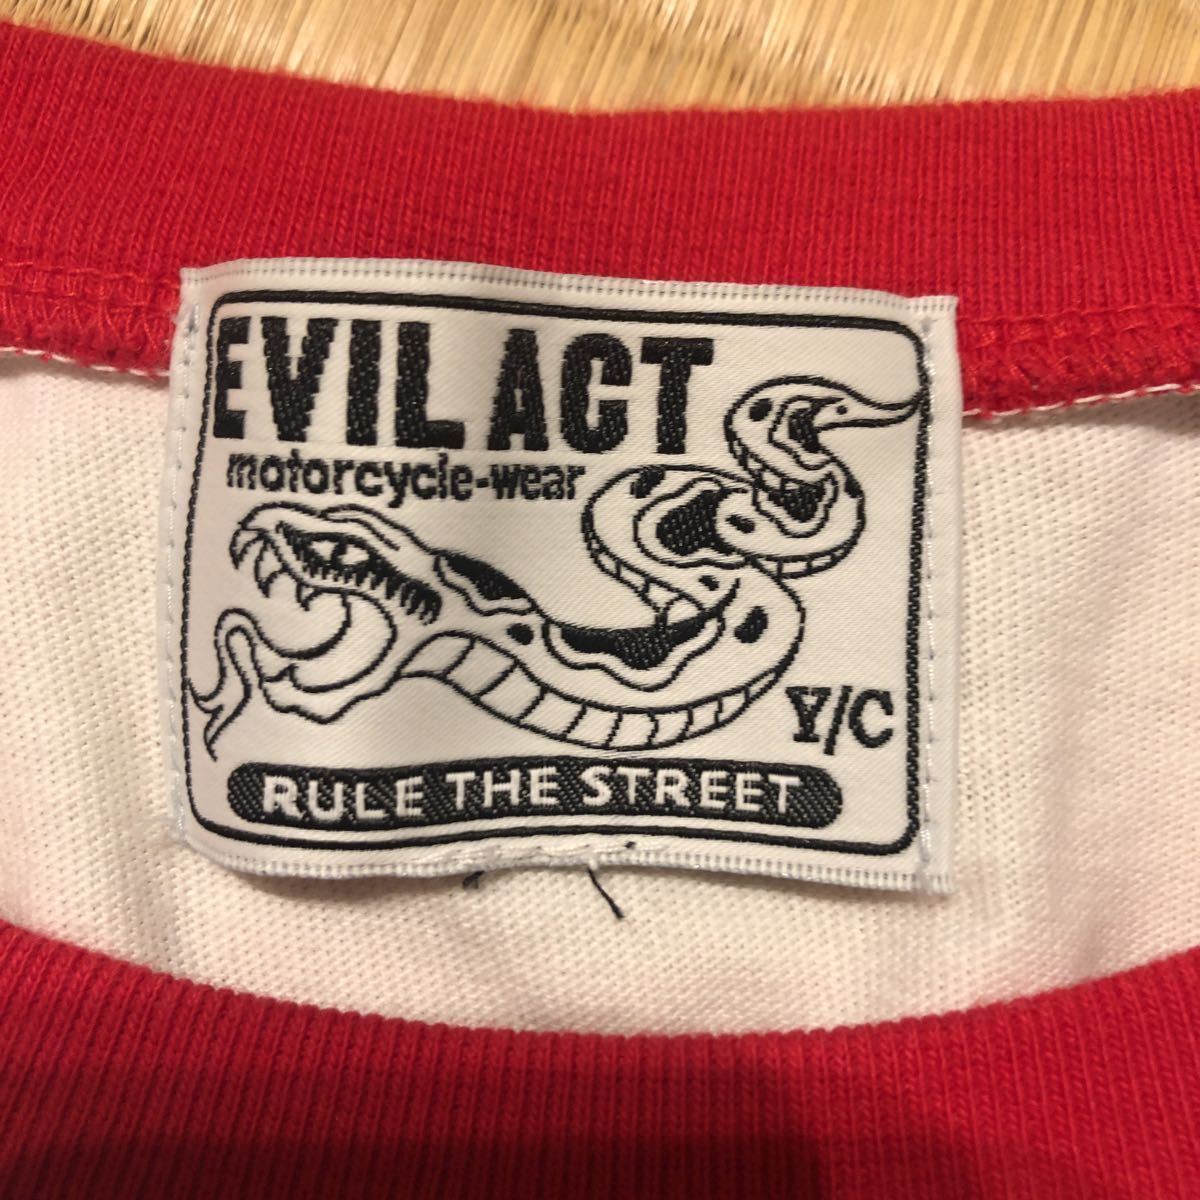 EVIL ACT
motorcycle-wear
Y/C
RULE THE STREET